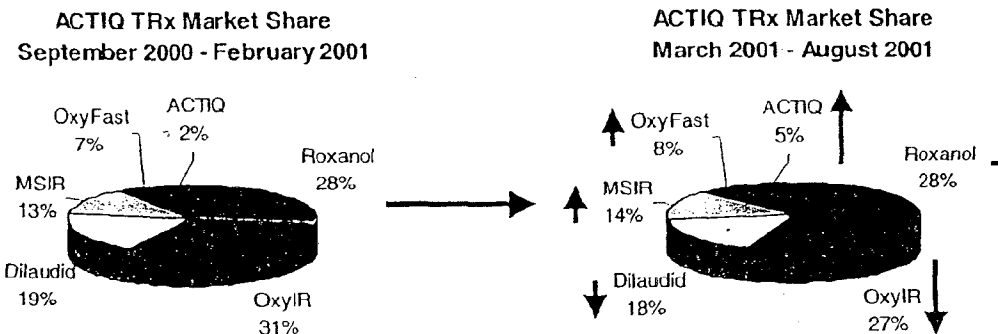 ACTIQ TRx Market Share
September 2000 - February 2001
ACTIQ
2%
OxyFast
7%
Roxanol
28%
MSIR
13%
Dilaudid
19%
OxyIR
31%
ACTIQ TRx Market Share
March 2001 - August 2001
ACTIQ
5%
OxyFast
8%
Roxanol
28%
MSIR
14%
Dilaudid
18%
OxyIR
27%